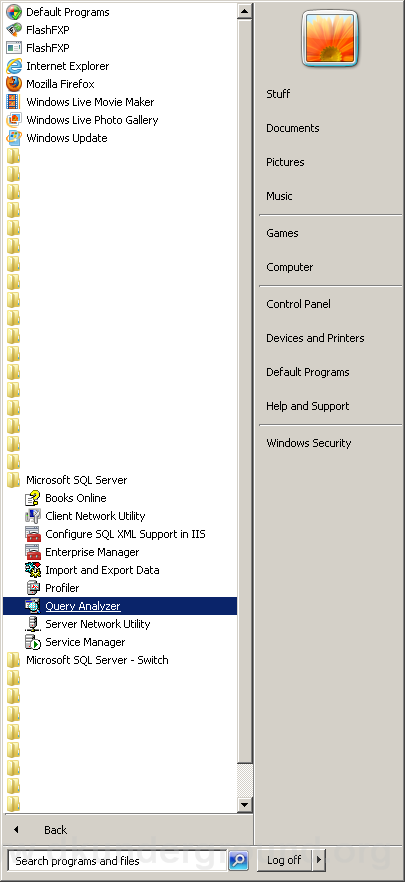 Default Programs
FlashFXP
FlashFXP
Internet Explorer
Mozilla Firefox
Windows Live Movie Maker
Windows Live Photo Gallery
Windows Update
Microsoft SQL Server
Books Online
Client Network Utility
Configure SQL XML Support in IIS
Enterprise Manager
Import and Export Data
Profiler
Query Analyzer
Server Network Utility
Service Manager
Microsoft SQL Server - Switch
Back
Search programs and files
Stuff
Documents
Pictures
Music
Games
Computer
Control Panel
Devices and Printers
Default Programs
Help and Support
Windows Security
Log off